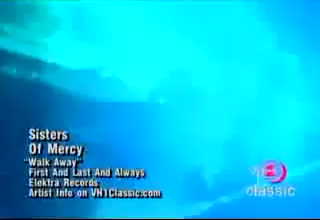 Sisters
Of Mercy
"Walk Away"
First And Last And Always
Elektra Records
Artist Info on VH1Classic.com
VH1
classic